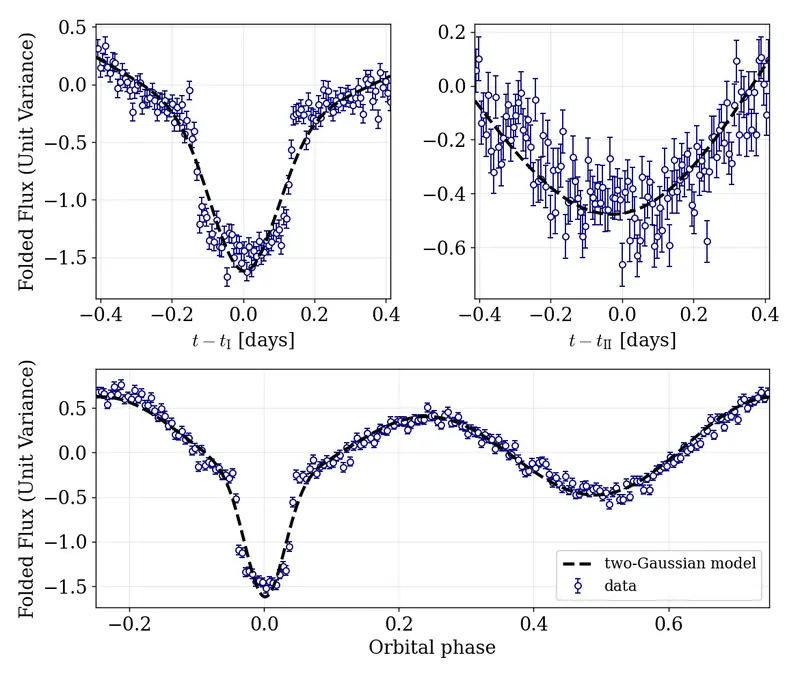 Folded Flux (Unit Variance)
0.5
0.0
−0.5
−1.0
−1.5
−0.4 −0.2 0.0 0.2 0.4
t − t_I [days]
0.2
0.0
−0.2
−0.4
−0.6
−0.4 −0.2 0.0 0.2 0.4
t − t_II [days]
Folded Flux (Unit Variance)
0.5
0.0
−0.5
−1.0
−1.5
two-Gaussian model
data
−0.2 0.0 0.2 0.4 0.6
Orbital phase